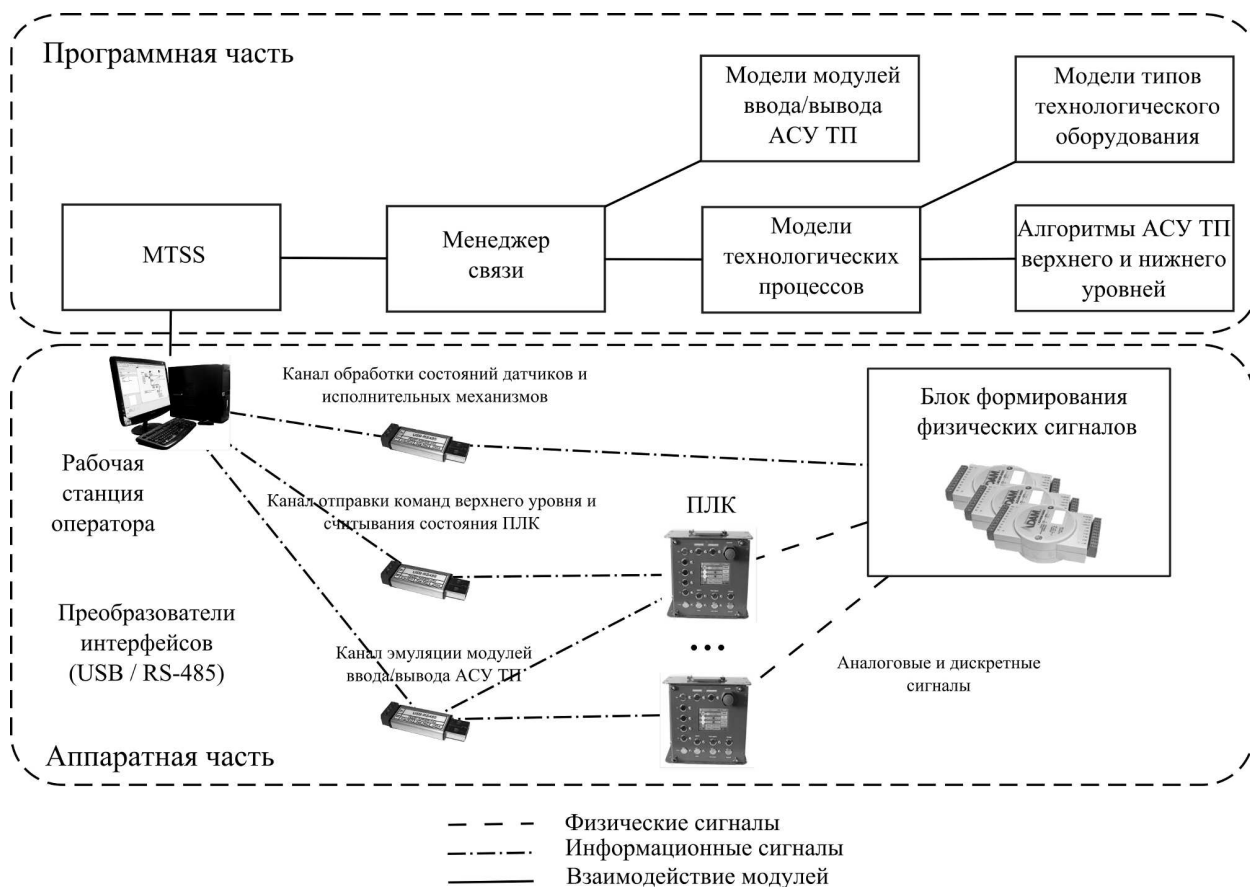 Программная часть
Модели модулей
ввода/вывода
АСУ ТП
Модели типов
технологического
оборудования
MTSS
Менеджер
связи
Модели
технологических
процессов
Алгоритмы АСУ ТП
верхнего и нижнего
уровней
Канал обработки состояний датчиков и
исполнительных механизмов
Блок формирования
физических сигналов
Рабочая
станция
оператора
Канал отправки команд верхнего уровня и
считывания состояния ПЛК
ПЛК
Преобразователи
интерфейсов
(USB / RS-485)
Канал эмуляции модулей
ввода/вывода АСУ ТП
Аналоговые и дискретные
сигналы
Аппаратная часть
Физические сигналы
Информационные сигналы
Взаимодействие модулей